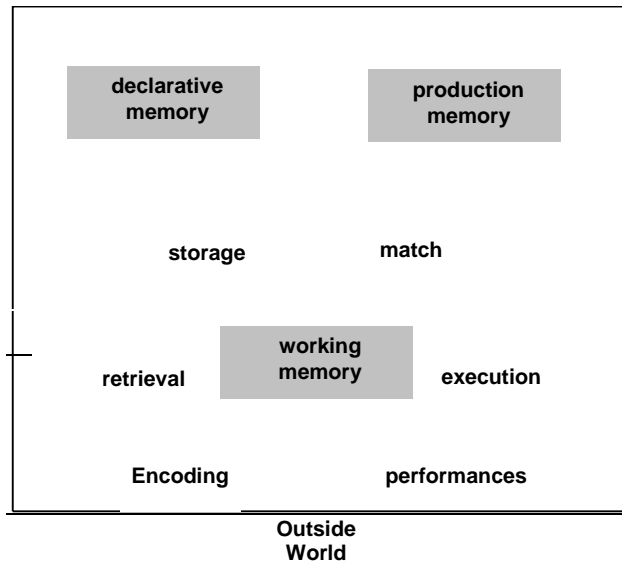 declarative
memory
production
memory
storage
match
working
memory
retrieval
execution
Encoding
performances
Outside
World